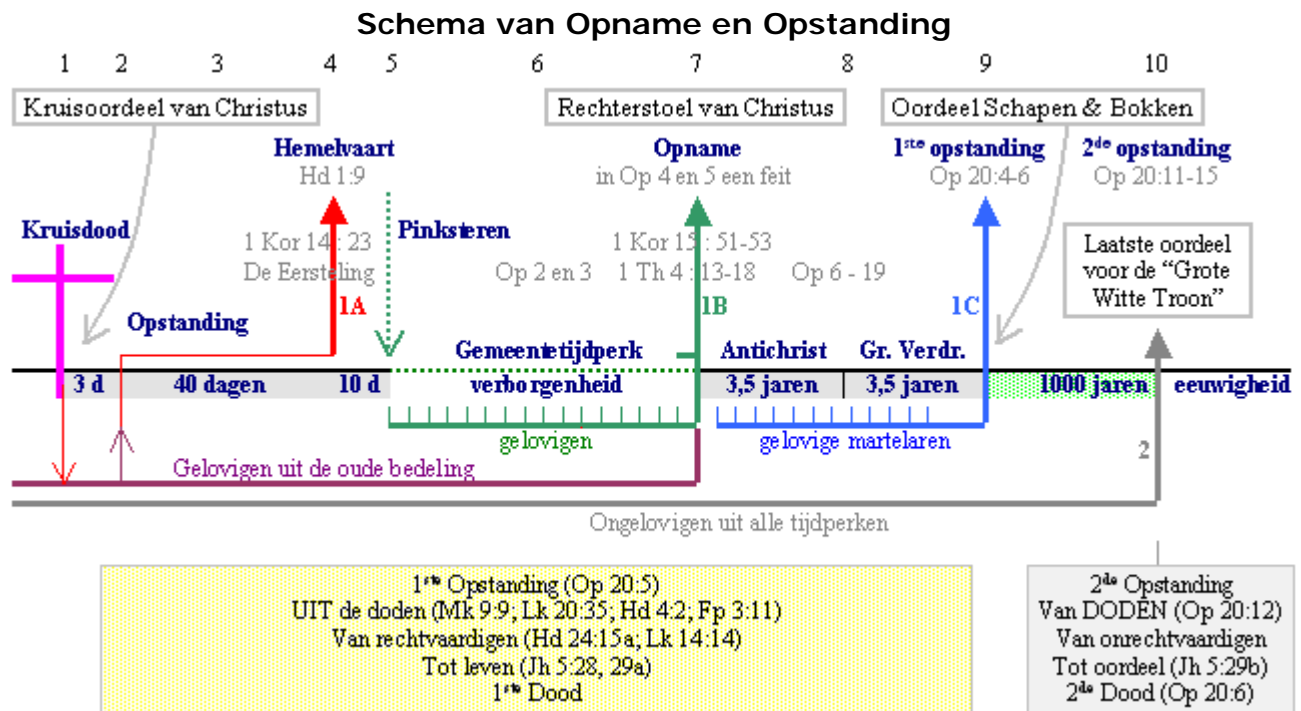 Schema van Opname en Opstanding
1 2 3 4 5 6 7 8 9 10
Kruisoordeel van Christus
Rechterstoel van Christus
Oordeel Schapen & Bokken
Hemelvaart
Hd 1:9
Opname
in Op 4 en 5 een feit
1ste opstanding
Op 20:4-6
2de opstanding
Op 20:11-15
Kruisdood
Pinksteren
1 Kor 14 : 23
De Eersteling
1 Kor 15 : 51-53
Op 2 en 3 1 Th 4 : 13-18 Op 6 - 19
Laatste oordeel
voor de “Grote
Witte Troon”
1A
1B
1C
Opstanding
Gemeentetijdperk
Antichrist
Gr. Verdr.
3 d
40 dagen
10 d
verborgenheid
3,5 jaren
3,5 jaren
1000 jaren
eeuwigheid
gelovigen
gelovige martelaren
2
Gelovigen uit de oude bedeling
Ongelovigen uit alle tijdperken
1ste Opstanding (Op 20:5)
UIT de doden (Mk 9:9; Lk 20:35; Hd 4:2; Fp 3:11)
Van rechtvaardigen (Hd 24:15a; Lk 14:14)
Tot leven (Jh 5:28, 29a)
1ste Dood
2de Opstanding
Van DODEN (Op 20:12)
Van onrechtvaardigen
Tot oordeel (Jh 5:29b)
2de Dood (Op 20:6)